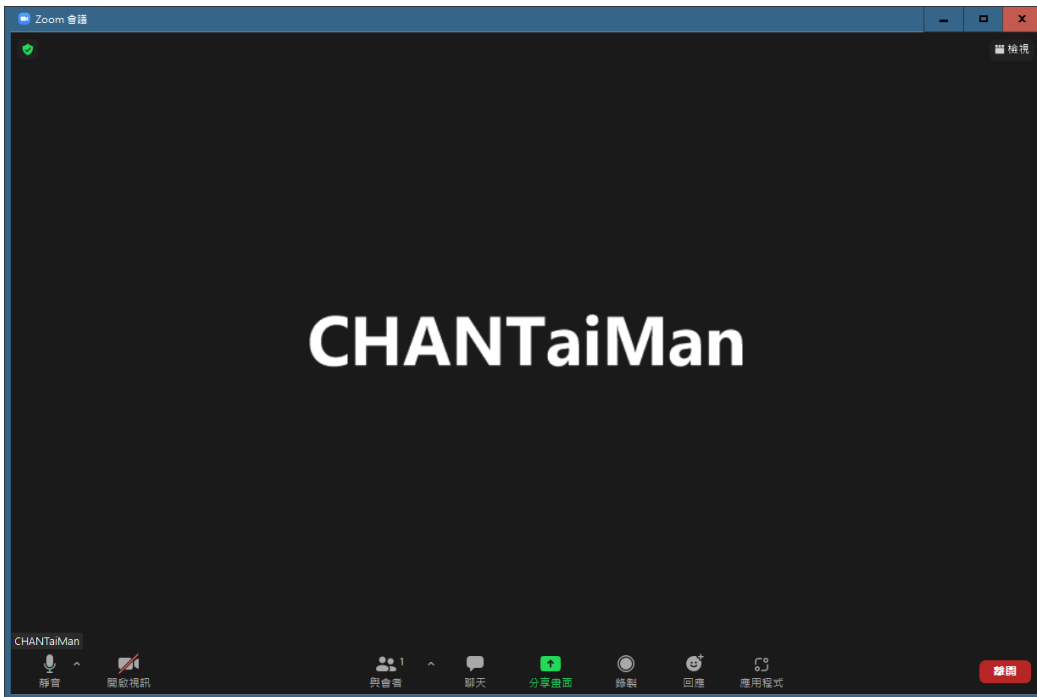 Zoom 會議
檢視
CHANTaiMan
CHANTaiMan
靜音
開啟視訊
與會者
1
聊天
分享畫面
錄製
回應
應用程式
離開